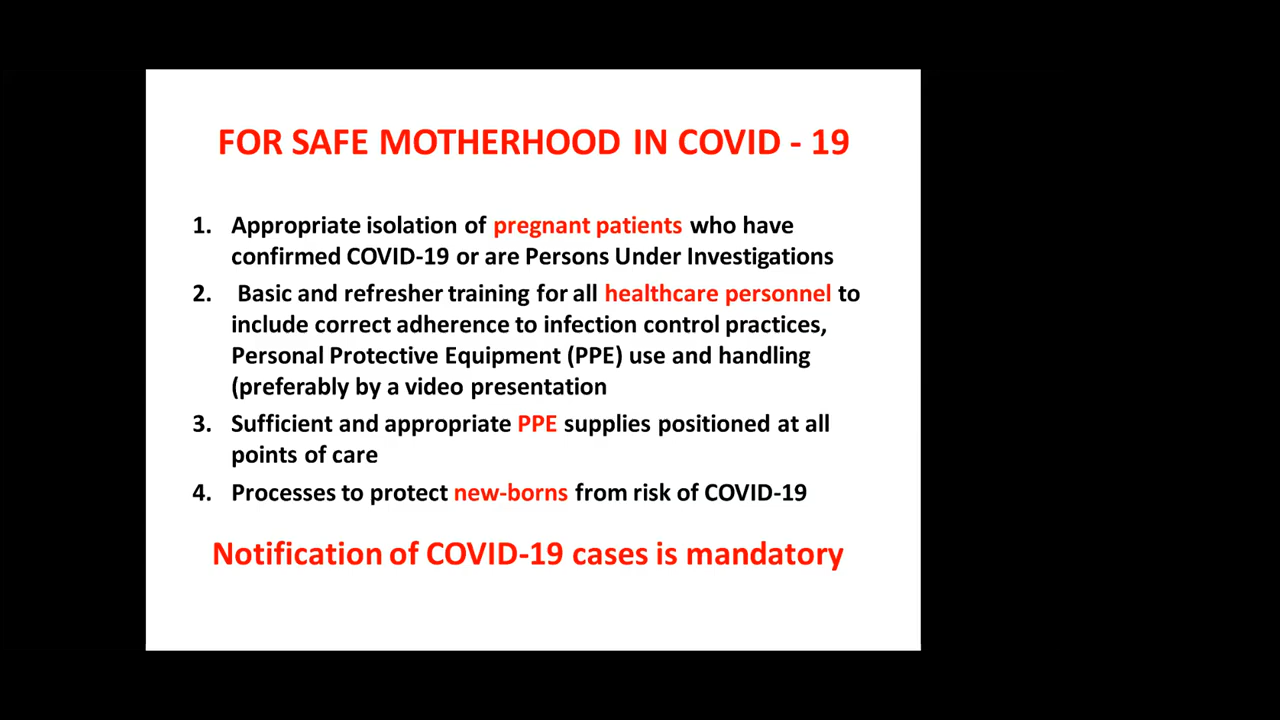 FOR SAFE MOTHERHOOD IN COVID - 19
1. Appropriate isolation of pregnant patients who have
confirmed COVID-19 or are Persons Under Investigations
2. Basic and refresher training for all healthcare personnel to
include correct adherence to infection control practices,
Personal Protective Equipment (PPE) use and handling
(preferably by a video presentation
3. Sufficient and appropriate PPE supplies positioned at all
points of care
4. Processes to protect new-borns from risk of COVID-19
Notification of COVID-19 cases is mandatory